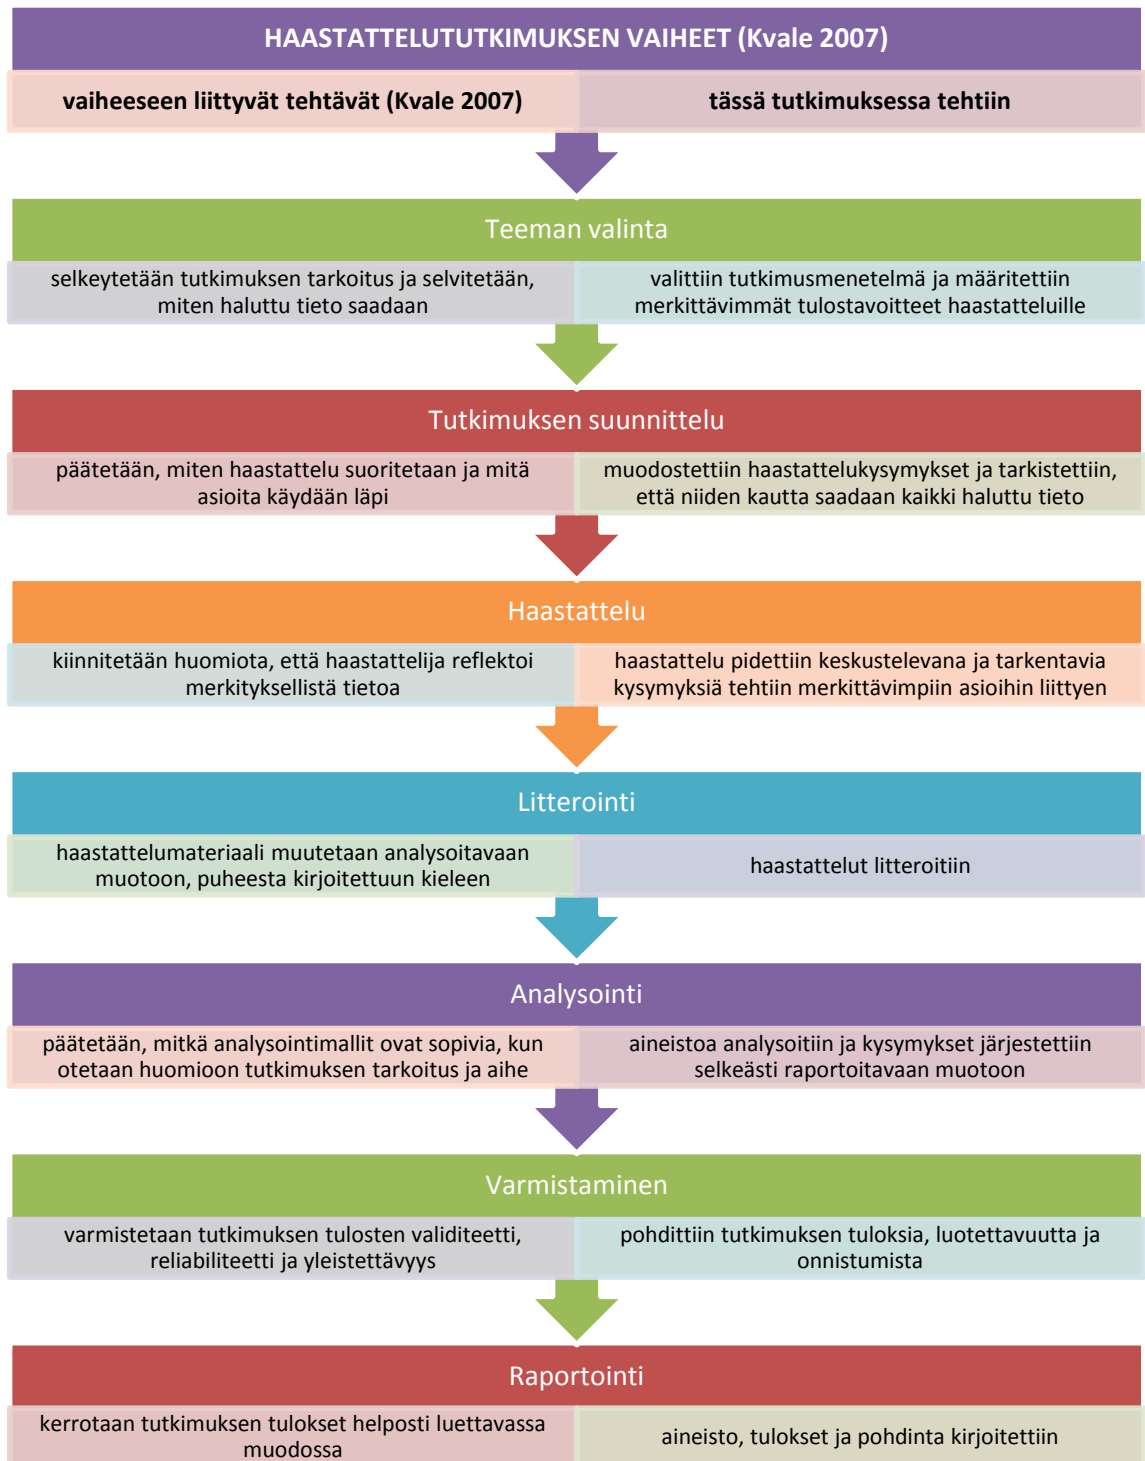 HAASTATTELUTUTKIMUKSEN VAIHEET (Kvale 2007)
vaiheeseen liittyvät tehtävät (Kvale 2007)
tässä tutkimuksessa tehtiin
Teeman valinta
selkeytetään tutkimuksen tarkoitus ja selvitetään,
miten haluttu tieto saadaan
valittiin tutkimusmenetelmä ja määritettiin
merkittävimmät tulostavoitteet haastatteluille
Tutkimuksen suunnittelu
päätetään, miten haastattelu suoritetaan ja mitä
asioita käydään läpi
muodostettiin haastattelukysymykset ja tarkistettiin,
että niiden kautta saadaan kaikki haluttu tieto
Haastattelu
kiinnitetään huomiota, että haastattelija reflektoi
merkityksellistä tietoa
haastattelu pidettiin keskustelevana ja tarkentavia
kysymyksiä tehtiin merkittävimpiin asioihin liittyen
Litterointi
haastattelumateriaali muutetaan analysoitavaan
muotoon, puheesta kirjoitettuun kieleen
haastattelut litteroitiin
Analysointi
päätetään, mitkä analysointimallit ovat sopivia, kun
otetaan huomioon tutkimuksen tarkoitus ja aihe
aineistoa analysoitiin ja kysymykset järjestettiin
selkeästi raportoitavaan muotoon
Varmistaminen
varmistetaan tutkimuksen tulosten validiteetti,
reliabiliteetti ja yleistettävyys
pohdittiin tutkimuksen tuloksia, luotettavuutta ja
onnistumista
Raportointi
kerrotaan tutkimuksen tulokset helposti luettavassa
muodossa
aineisto, tulokset ja pohdinta kirjoitettiin